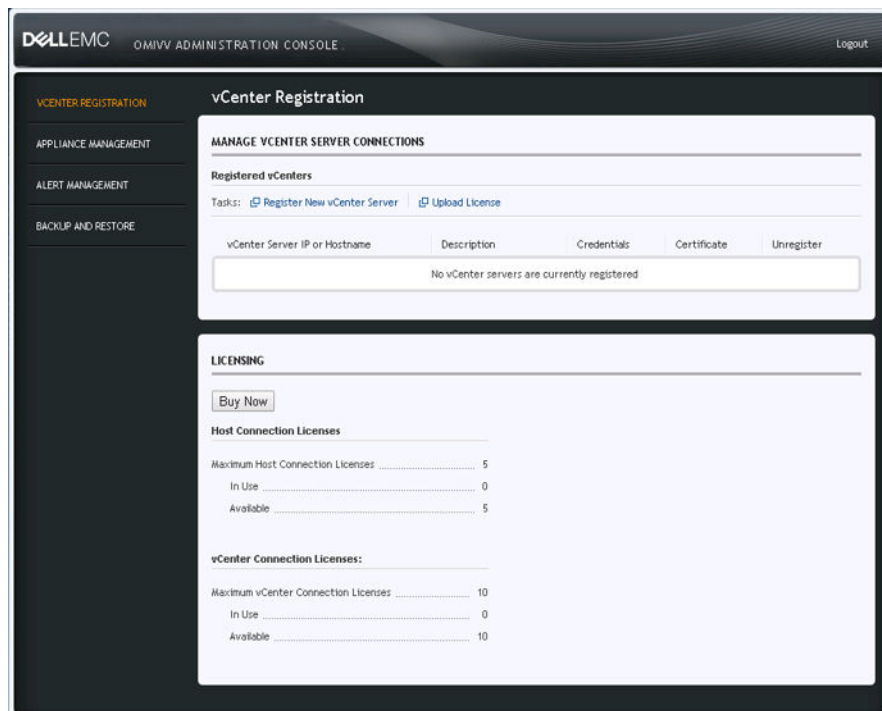 DELLEMC OMIVV ADMINISTRATION CONSOLE Logout
VCENTER REGISTRATION
APPLIANCE MANAGEMENT
ALERT MANAGEMENT
BACKUP AND RESTORE
vCenter Registration
MANAGE VCENTER SERVER CONNECTIONS
Registered vCenters
Tasks: Register New vCenter Server Upload License
vCenter Server IP or Hostname Description Credentials Certificate Unregister
No vCenter servers are currently registered
LICENSING
Buy Now
Host Connection Licenses
Maximum Host Connection Licenses 5
In Use 0
Available 5
vCenter Connection Licenses:
Maximum vCenter Connection Licenses 10
In Use 0
Available 10